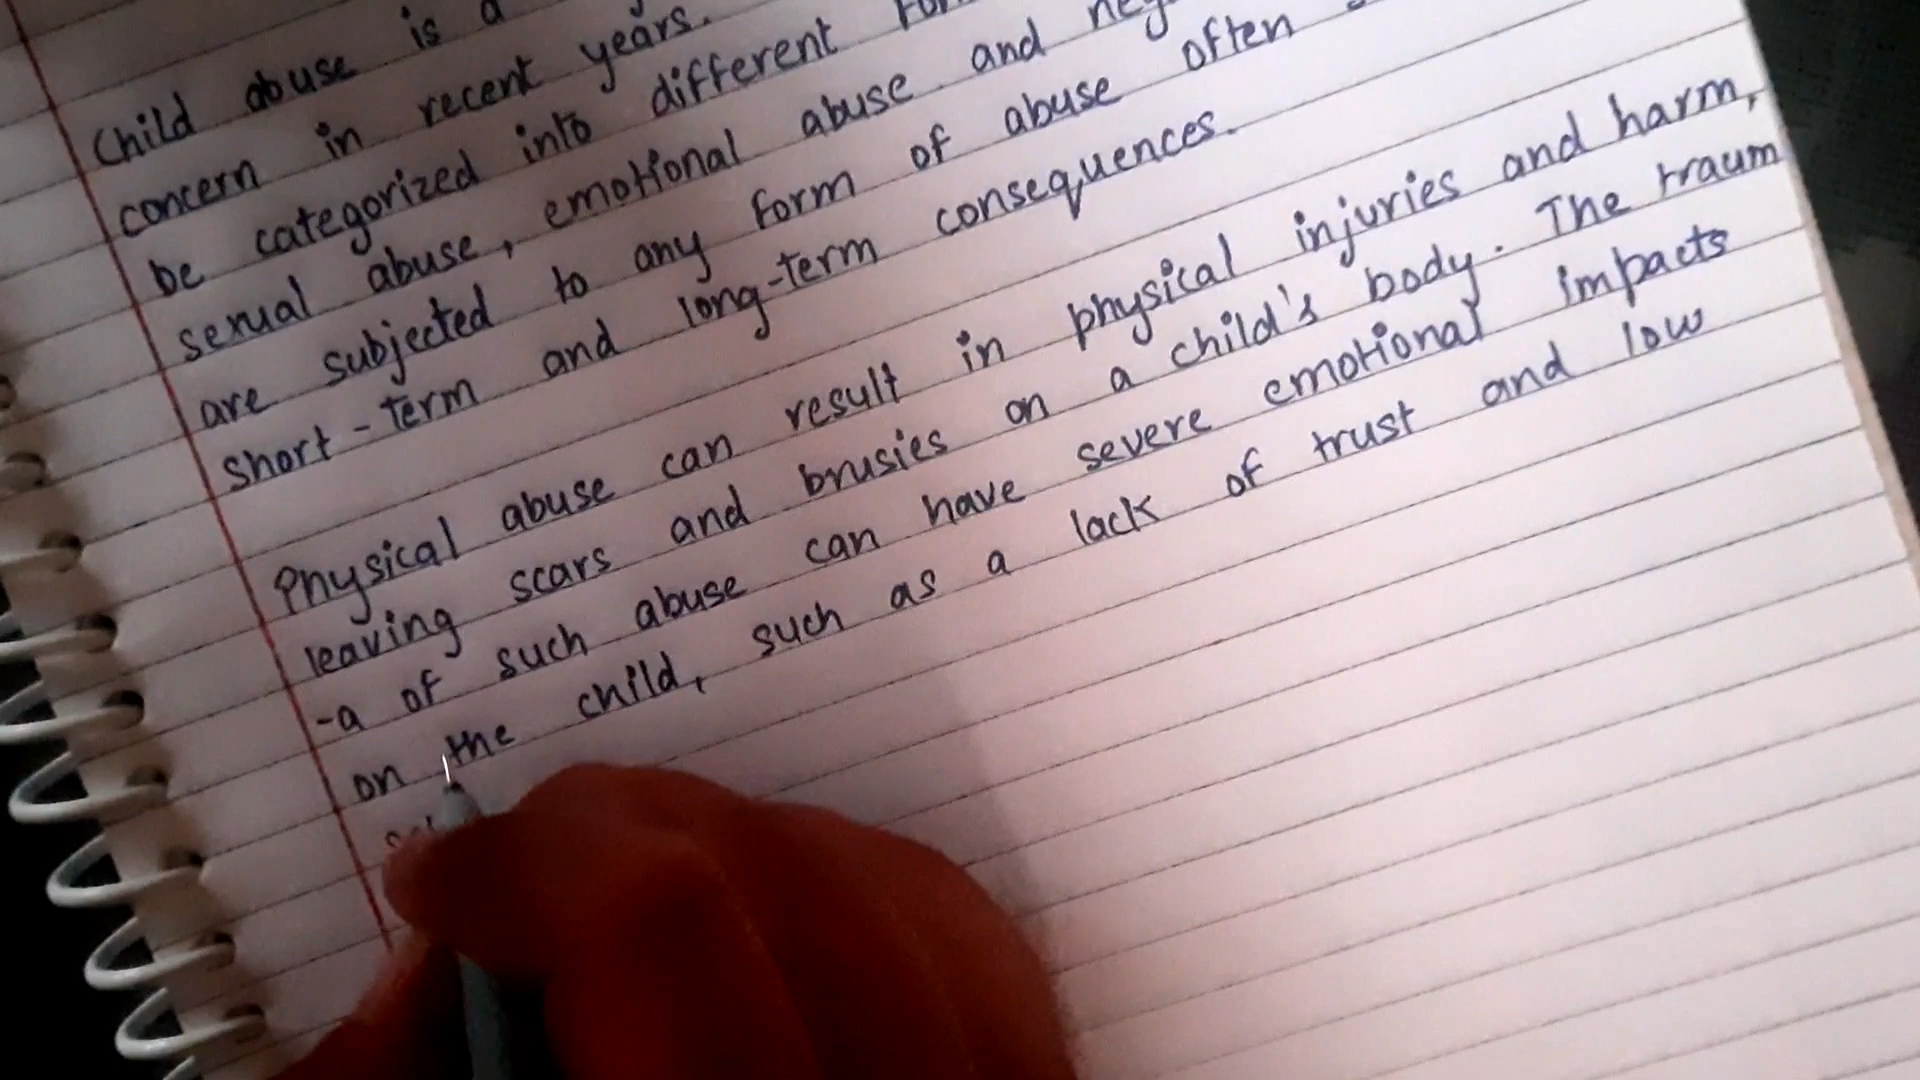 Child abuse is a
concern in recent years.
be categorized into different
sexual abuse, emotional abuse and
are subjected to any form of abuse often
short-term and long-term consequences.
Physical abuse can result in physical injuries and harm,
leaving scars and brusies on a child's body. The traum
-a of such abuse can have severe emotional impacts
on the child, such as a lack of trust and low